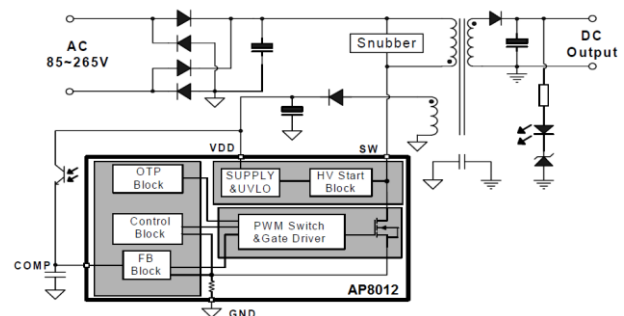 AC
85~265V
Snubber
DC
Output
VDD
SW
OTP
Block
SUPPLY
&UVLO
HV Start
Block
Control
Block
PWM Switch
&Gate Driver
FB
Block
COMP
AP8012
GND